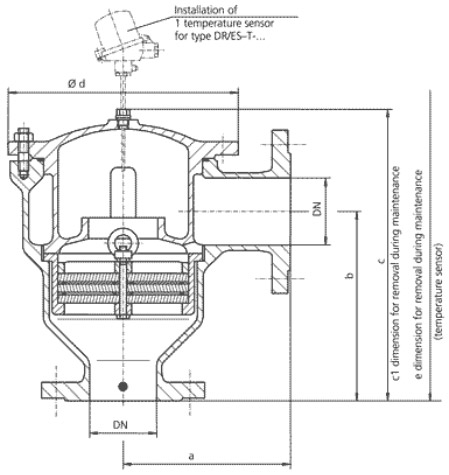 Installation of
1 temperature sensor
for type DR/ES–T-...
Ø d
DN
b
c
c1 dimension for removal during maintenance
e dimension for removal during maintenance
(temperature sensor)
DN
a